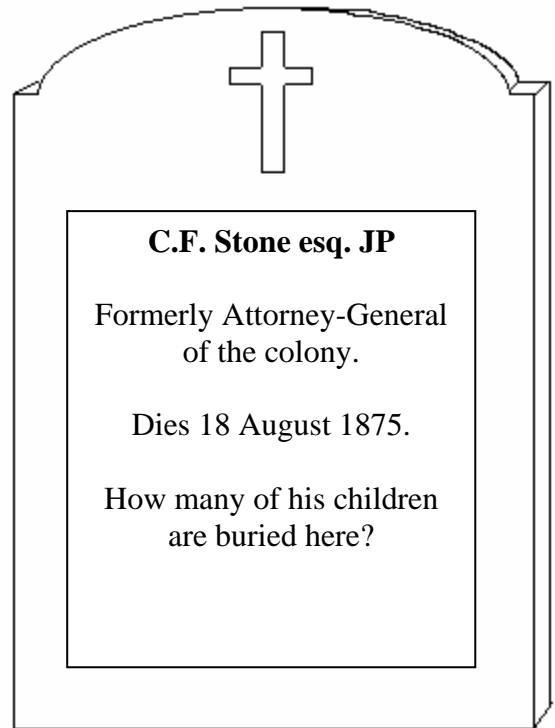 C.F. Stone esq. JP
Formerly Attorney-General
of the colony.
Dies 18 August 1875.
How many of his children
are buried here?